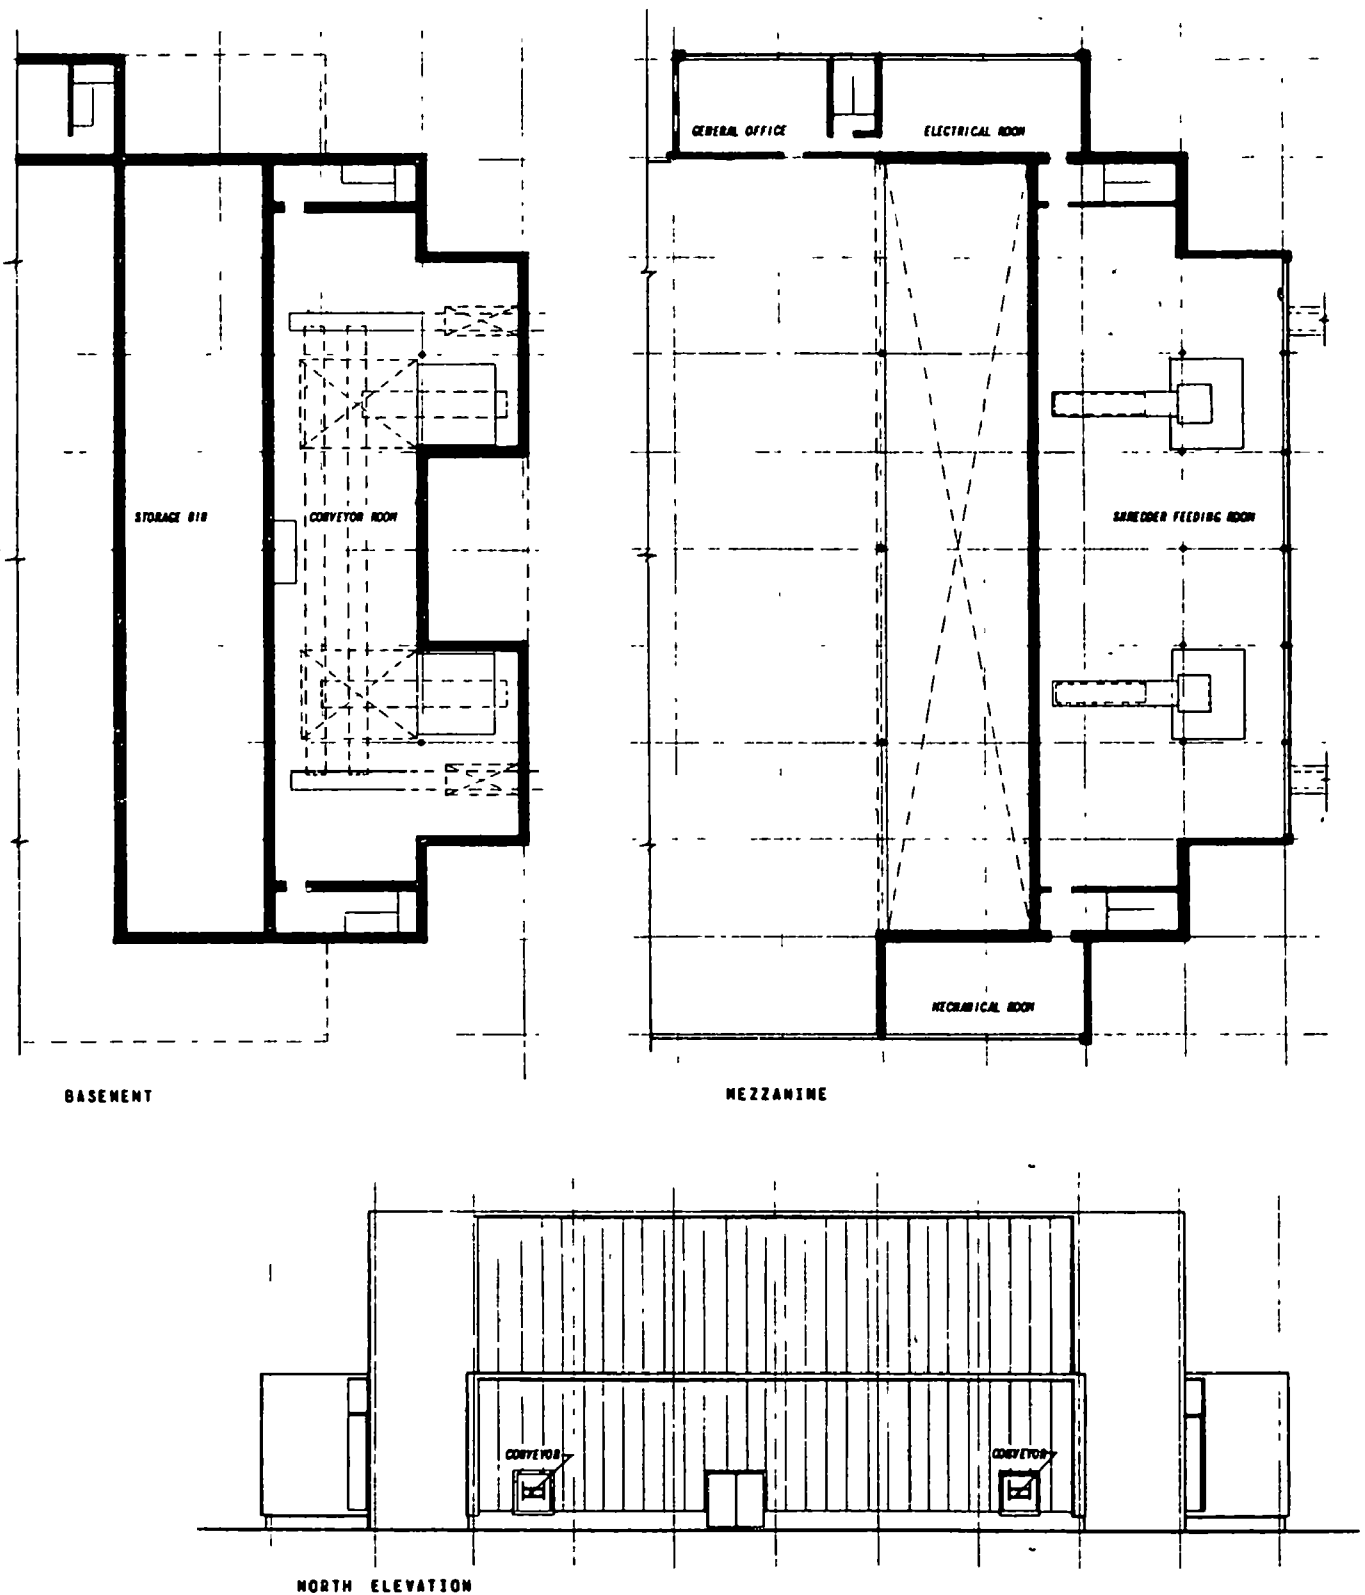 GENERAL OFFICE
ELECTRICAL ROOM
STORAGE BIN
CONVEYOR ROOM
SHREDDER FEEDING ROOM
MECHANICAL ROOM
BASEMENT
MEZZANINE
CONVEYOR
CONVEYOR
NORTH ELEVATION